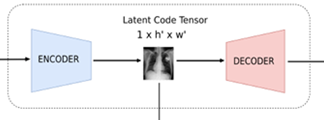 Latent Code Tensor
1 x h' x w'
ENCODER
DECODER